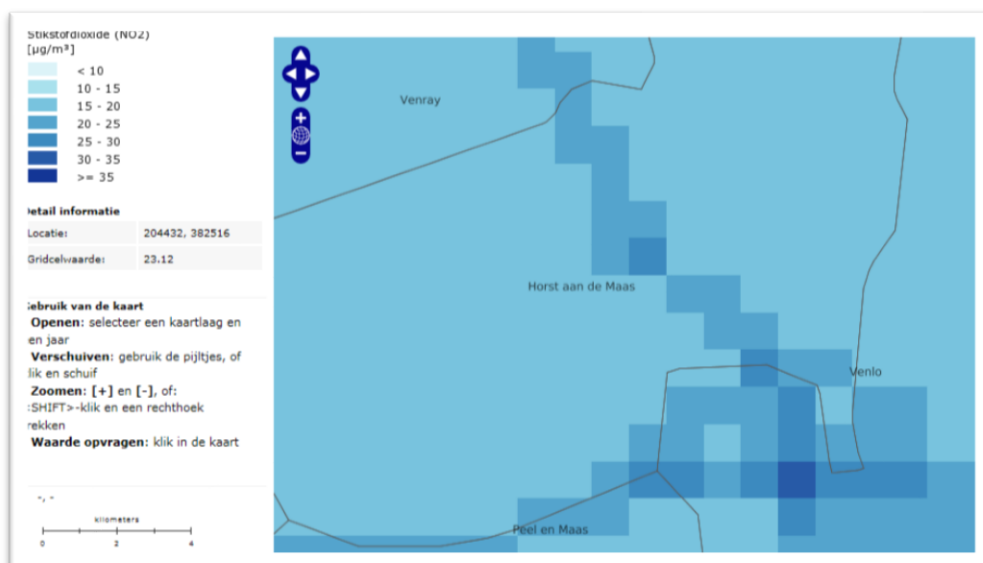 Stikstofdioxide (NO2)
[µg/m³]
< 10
10 - 15
15 - 20
20 - 25
25 - 30
30 - 35
>= 35
etail informatie
Locatie: 204432, 382516
Gridcelwaarde: 23.12
ebruik van de kaart
Openen: selecteer een kaartlaag en
en jaar
Verschuiven: gebruik de pijltjes, of
lik en schuif
Zoomen: [+] en [-], of:
<SHIFT>-klik en een rechthoek
rekken
Waarde opvragen: klik in de kaart
-, -
kilometers
0 2 4
Venray
Horst aan de Maas
Venlo
Peel en Maas